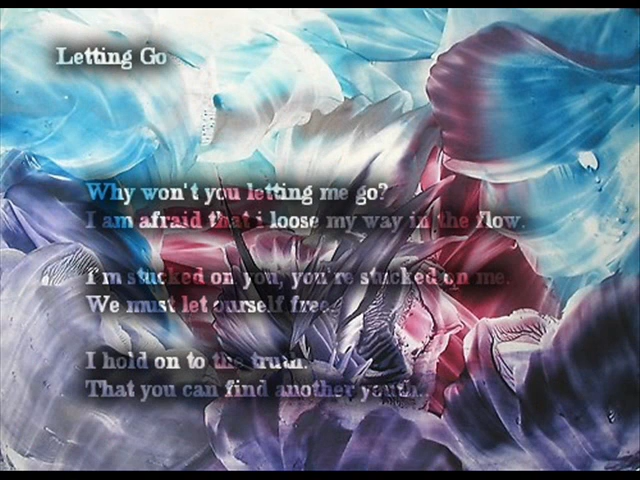 Letting Go
Why won't you letting me go?
I am afraid that i loose my way in the flow.
I'm stucked on you, you're stucked on me.
We must let ourself free.
I hold on to the truth.
That you can find another youth..